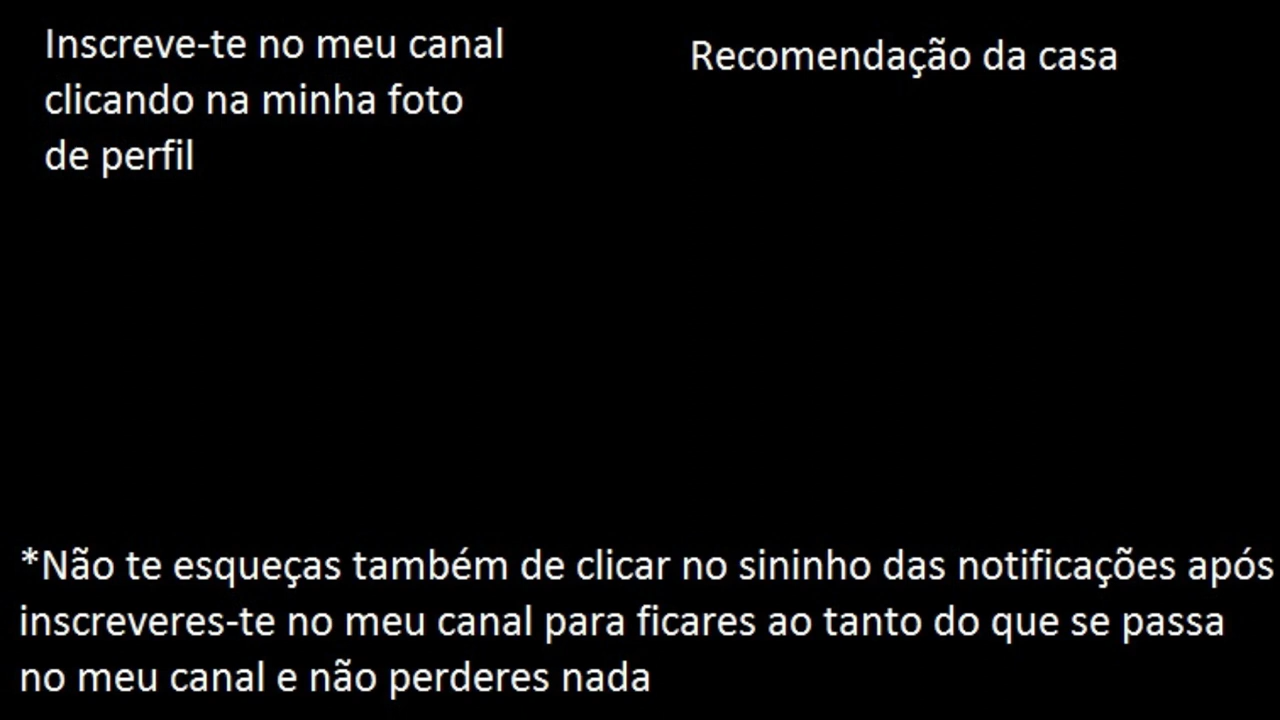 Inscreve-te no meu canal
clicando na minha foto
de perfil
Recomendação da casa
*Não te esqueças também de clicar no sininho das notificações após
inscreveres-te no meu canal para ficares ao tanto do que se passa
no meu canal e não perderes nada